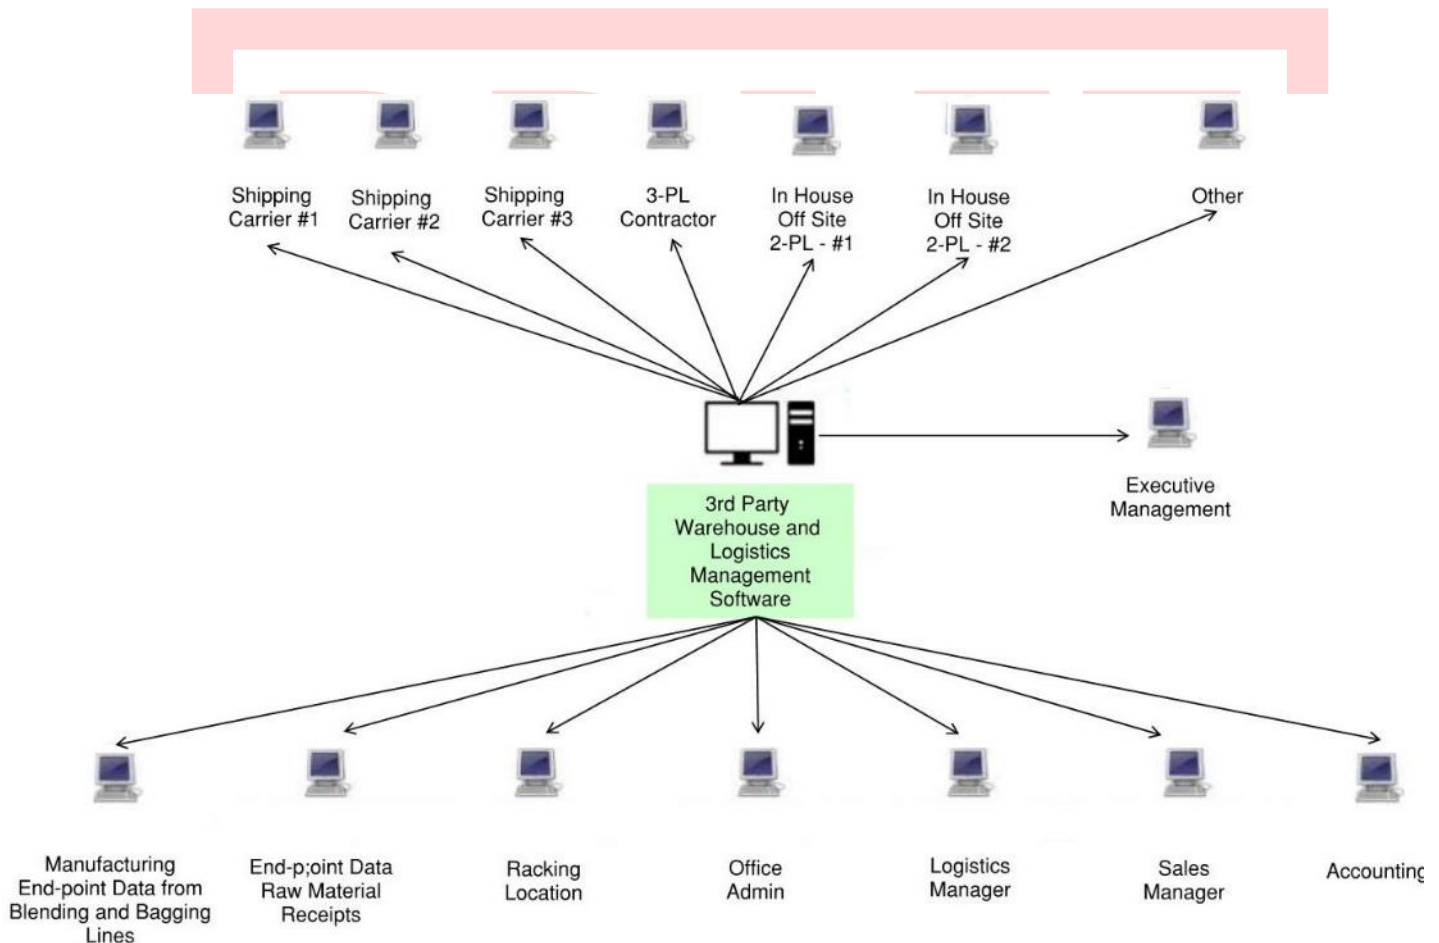 Shipping
Carrier #1
Shipping
Carrier #2
Shipping
Carrier #3
3-PL
Contractor
In House
Off Site
2-PL - #1
In House
Off Site
2-PL - #2
Other
Executive
Management
3rd Party
Warehouse and
Logistics
Management
Software
Manufacturing
End-point Data from
Blending and Bagging
Lines
End-p;oint Data
Raw Material
Receipts
Racking
Location
Office
Admin
Logistics
Manager
Sales
Manager
Accounting